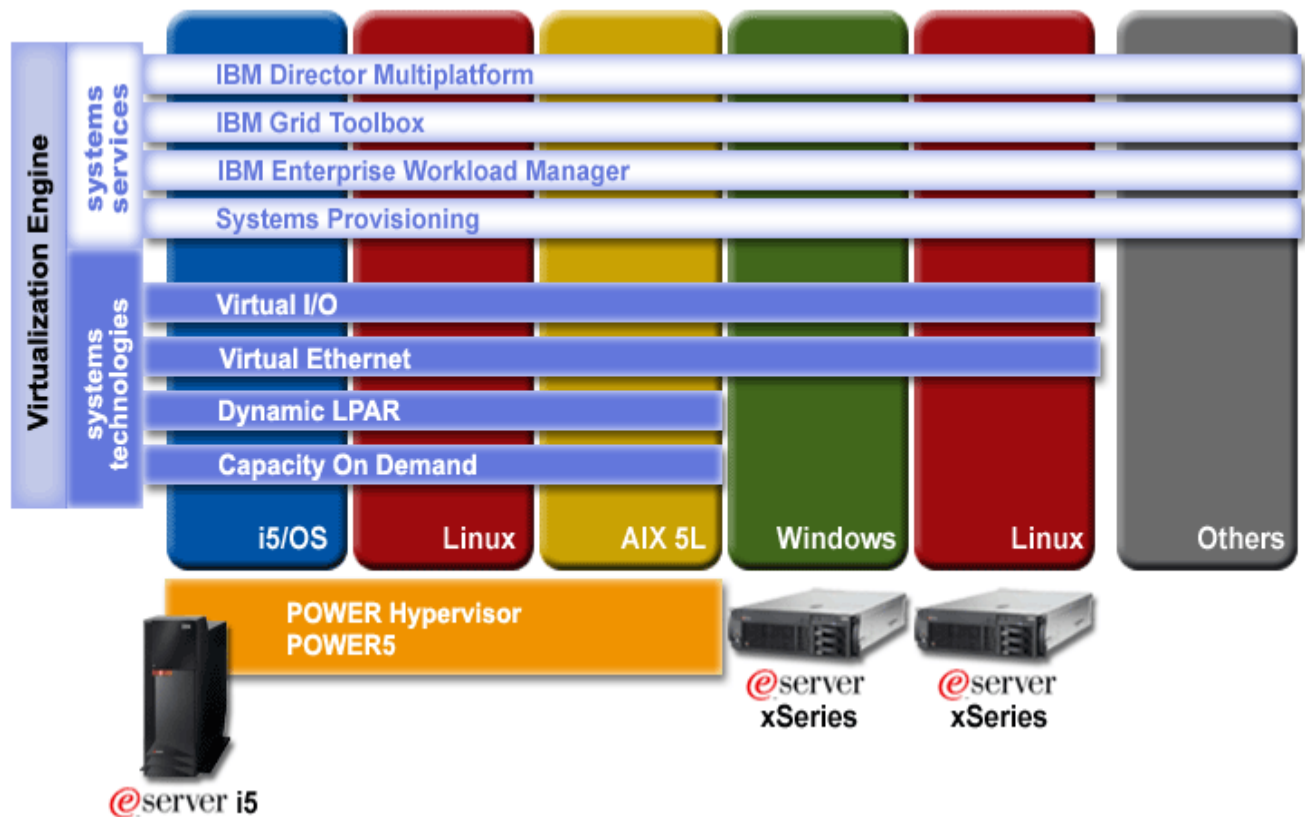 Virtualization Engine
systems
services
IBM Director Multiplatform
IBM Grid Toolbox
IBM Enterprise Workload Manager
Systems Provisioning
systems
technologies
Virtual I/O
Virtual Ethernet
Dynamic LPAR
Capacity On Demand
i5/OS
Linux
AIX 5L
Windows
Linux
Others
POWER Hypervisor
POWER5
eserver
xSeries
eserver
xSeries
eserver i5